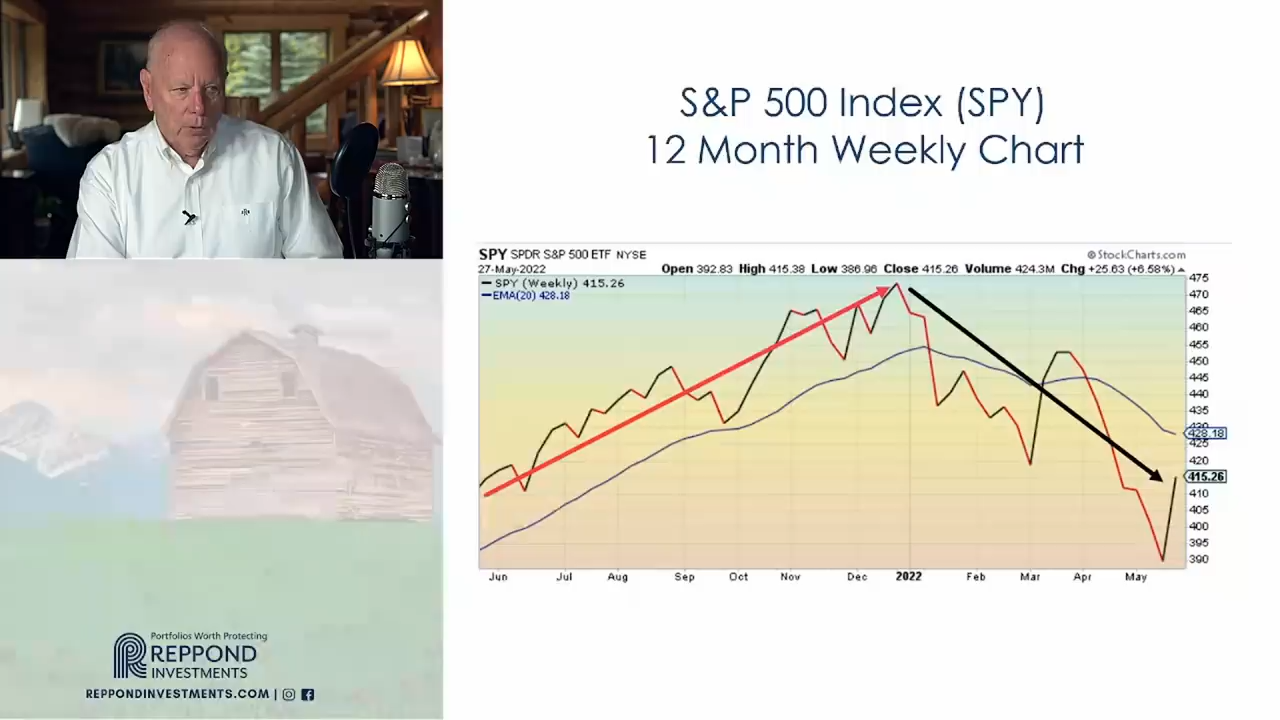 S&P 500 Index (SPY)
12 Month Weekly Chart
SPY SPDR S&P 500 ETF NYSE
© StockCharts.com
27-May-2022
Open 392.83 High 415.38 Low 386.96 Close 415.26 Volume 424.3M Chg +25.63 (+6.58%)
SPY (Weekly) 415.26
EMA(20) 428.18
475
470
465
460
455
450
445
440
435
430
428.18
425
420
415.26
410
405
400
395
390
Jun Jul Aug Sep Oct Nov Dec 2022 Feb Mar Apr May
Portfolios Worth Protecting
REPPOND
INVESTMENTS
REPPONDINVESTMENTS.COM |